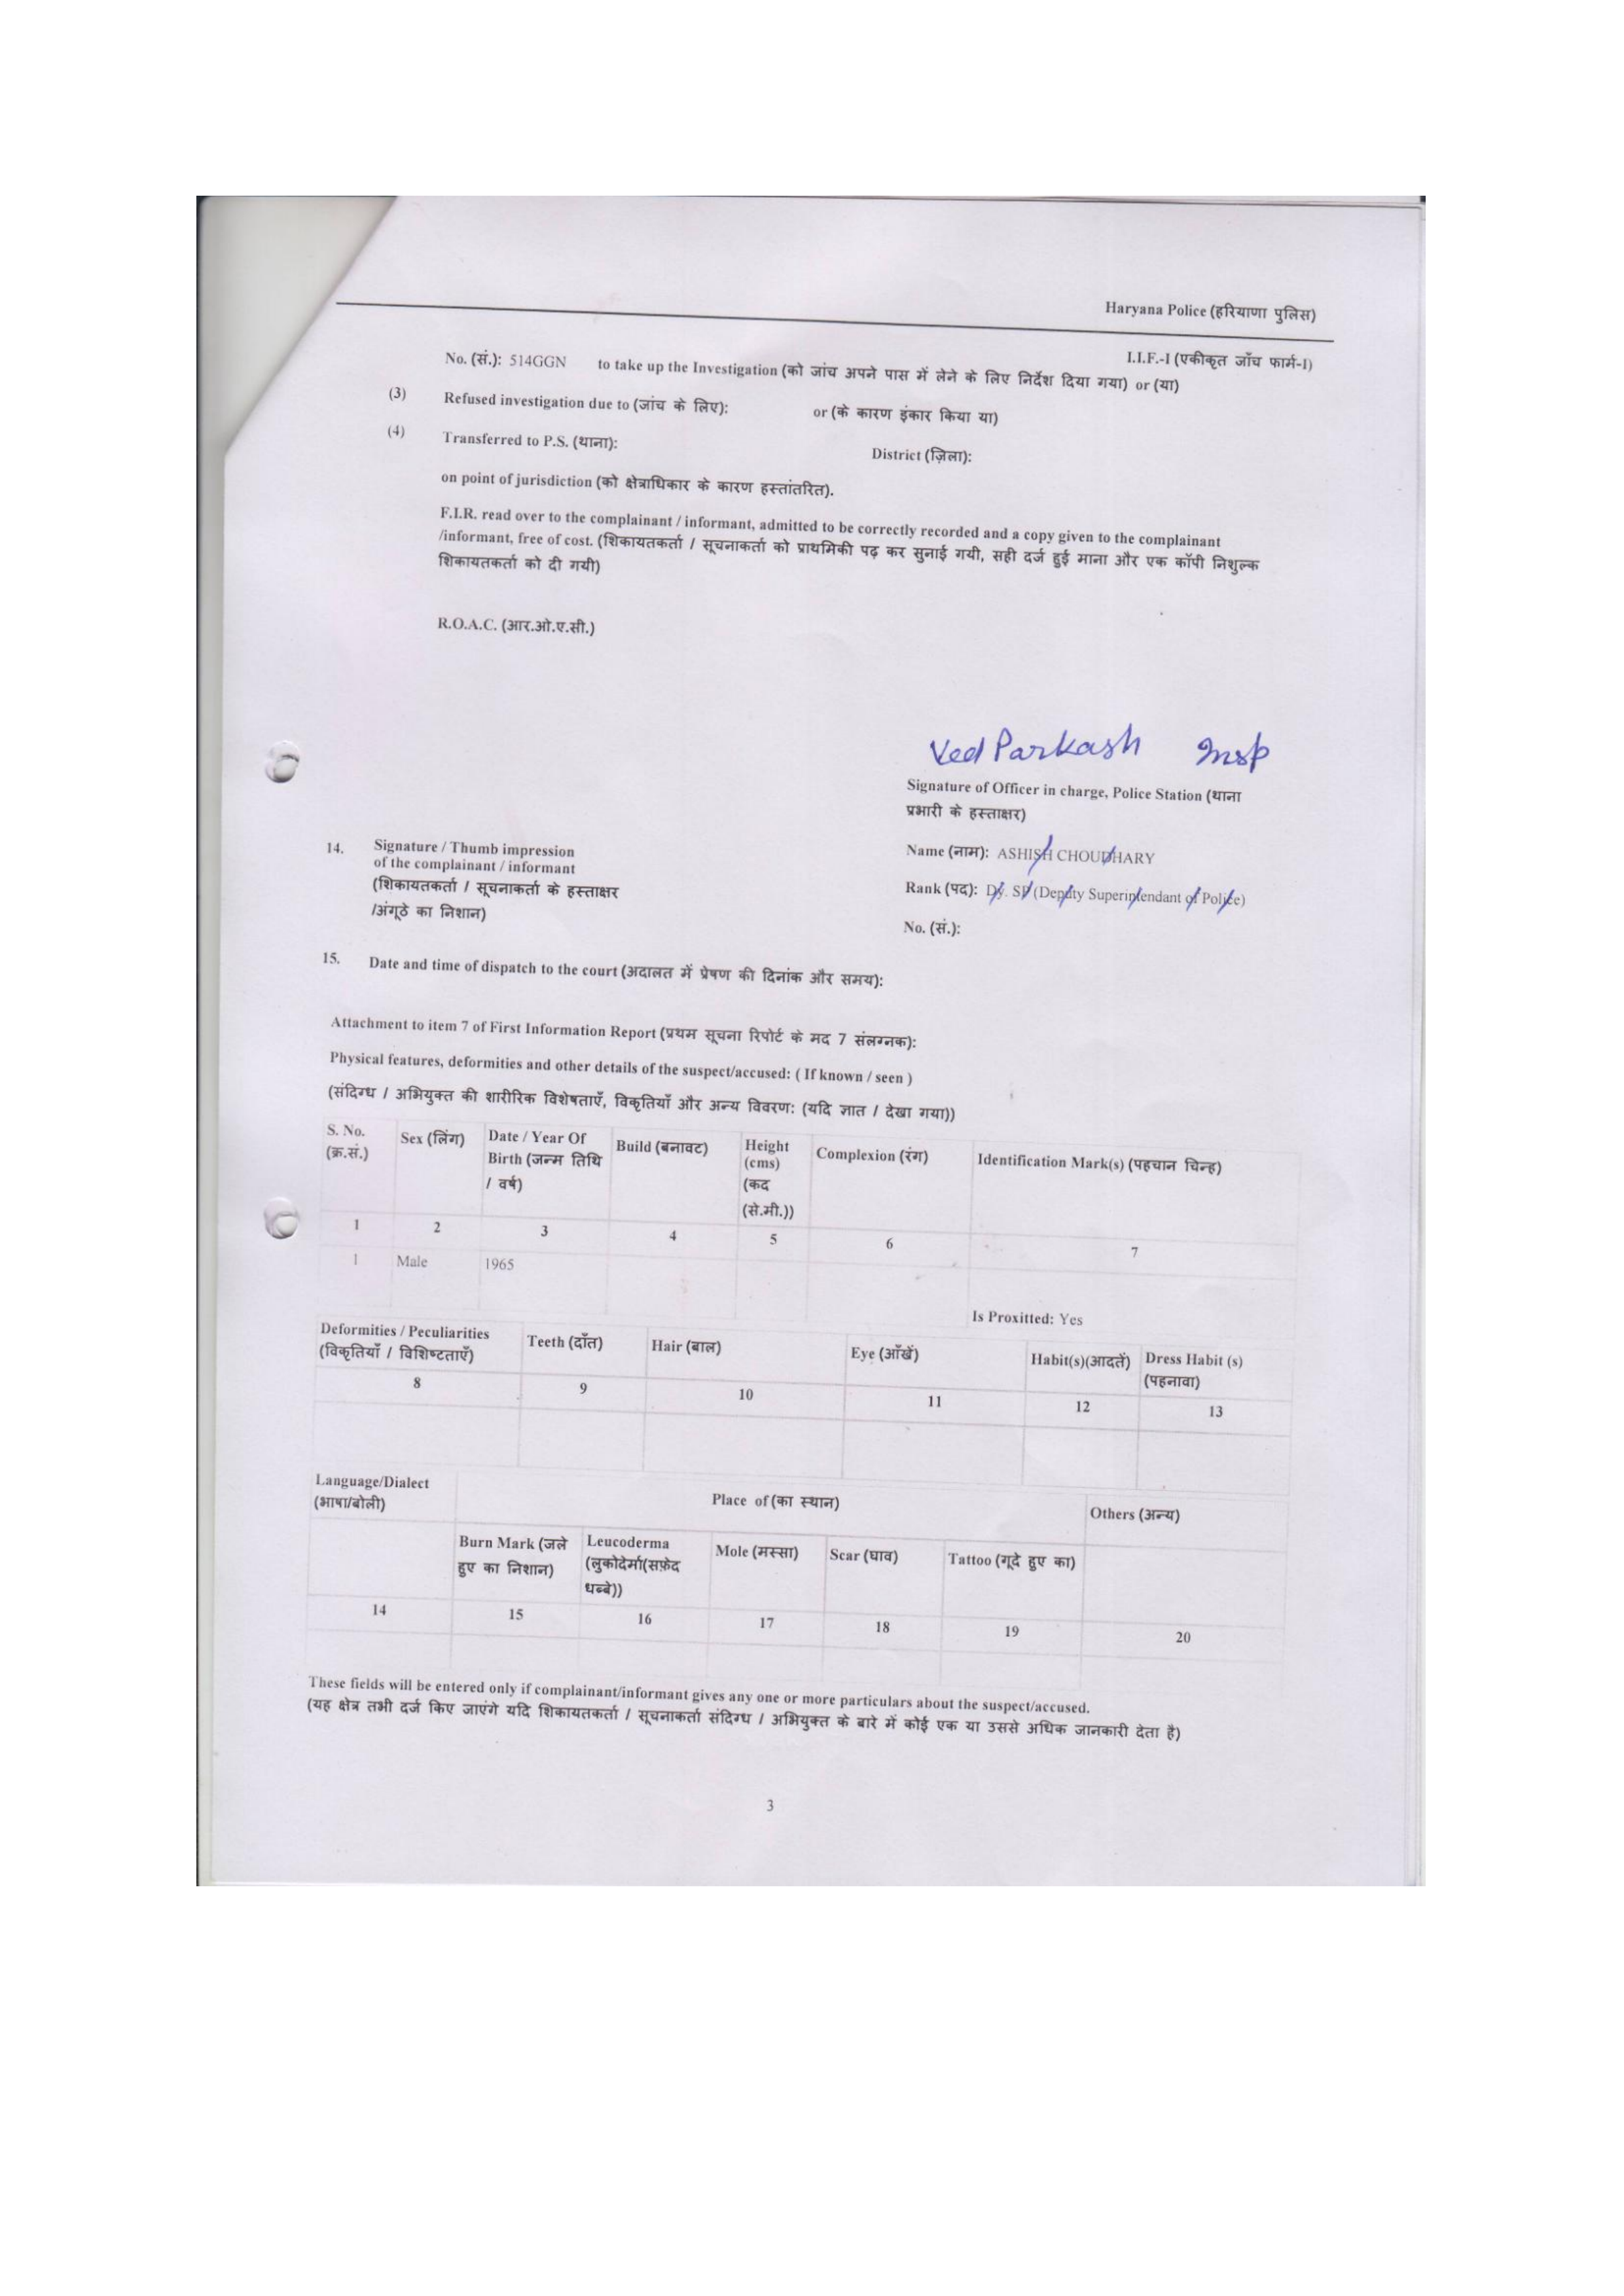 Haryana Police (हरियाणा पुलिस)
I.I.F.-I (एकीकृत जाँच फार्म-I)
No. (सं.): 514GGN to take up the Investigation (को जांच अपने पास में लेने के लिए निर्देश दिया गया) or (या)
(3) Refused investigation due to (जांच के लिए): or (के कारण इंकार किया या)
(4) Transferred to P.S. (थाना): District (ज़िला):
on point of jurisdiction (को क्षेत्राधिकार के कारण हस्तांतरित).
F.I.R. read over to the complainant / informant, admitted to be correctly recorded and a copy given to the complainant
/informant, free of cost. (शिकायतकर्ता / सूचनाकर्ता को प्राथमिकी पढ़ कर सुनाई गयी, सही दर्ज हुई माना और एक कॉपी निशुल्क
शिकायतकर्ता को दी गयी)
R.O.A.C. (आर.ओ.ए.सी.)
Ved Parkash Insp
Signature of Officer in charge, Police Station (थाना
प्रभारी के हस्ताक्षर)
14. Signature / Thumb impression
of the complainant / informant
(शिकायतकर्ता / सूचनाकर्ता के हस्ताक्षर
/अंगूठे का निशान)
Name (नाम): ASHISH CHOUDHARY
Rank (पद): Dy. SP (Deputy Superintendant of Police)
No. (सं.):
15. Date and time of dispatch to the court (अदालत में प्रेषण की दिनांक और समय):
Attachment to item 7 of First Information Report (प्रथम सूचना रिपोर्ट के मद 7 संलग्नक):
Physical features, deformities and other details of the suspect/accused: ( If known / seen )
(संदिग्ध / अभियुक्त की शारीरिक विशेषताएँ, विकृतियाँ और अन्य विवरण: (यदि ज्ञात / देखा गया))
S. No. (क्र.सं.) Sex (लिंग) Date / Year Of Birth (जन्म तिथि / वर्ष) Build (बनावट) Height (cms) (कद (से.मी.)) Complexion (रंग) Identification Mark(s) (पहचान चिन्ह)
1 2 3 4 5 6 7
1 Male 1965
Is Proxitted: Yes
Deformities / Peculiarities (विकृतियाँ / विशिष्टताएँ) Teeth (दाँत) Hair (बाल) Eye (आँखें) Habit(s)(आदतें) Dress Habit (s) (पहनावा)
8 9 10 11 12 13
Language/Dialect (भाषा/बोली) Place of (का स्थान) Others (अन्य)
Burn Mark (जले हुए का निशान) Leucoderma (लुकोदेर्मा(सफ़ेद धब्बे)) Mole (मस्सा) Scar (घाव) Tattoo (गूदे हुए का)
14 15 16 17 18 19 20
These fields will be entered only if complainant/informant gives any one or more particulars about the suspect/accused.
(यह क्षेत्र तभी दर्ज किए जाएंगे यदि शिकायतकर्ता / सूचनाकर्ता संदिग्ध / अभियुक्त के बारे में कोई एक या उससे अधिक जानकारी देता है)
3